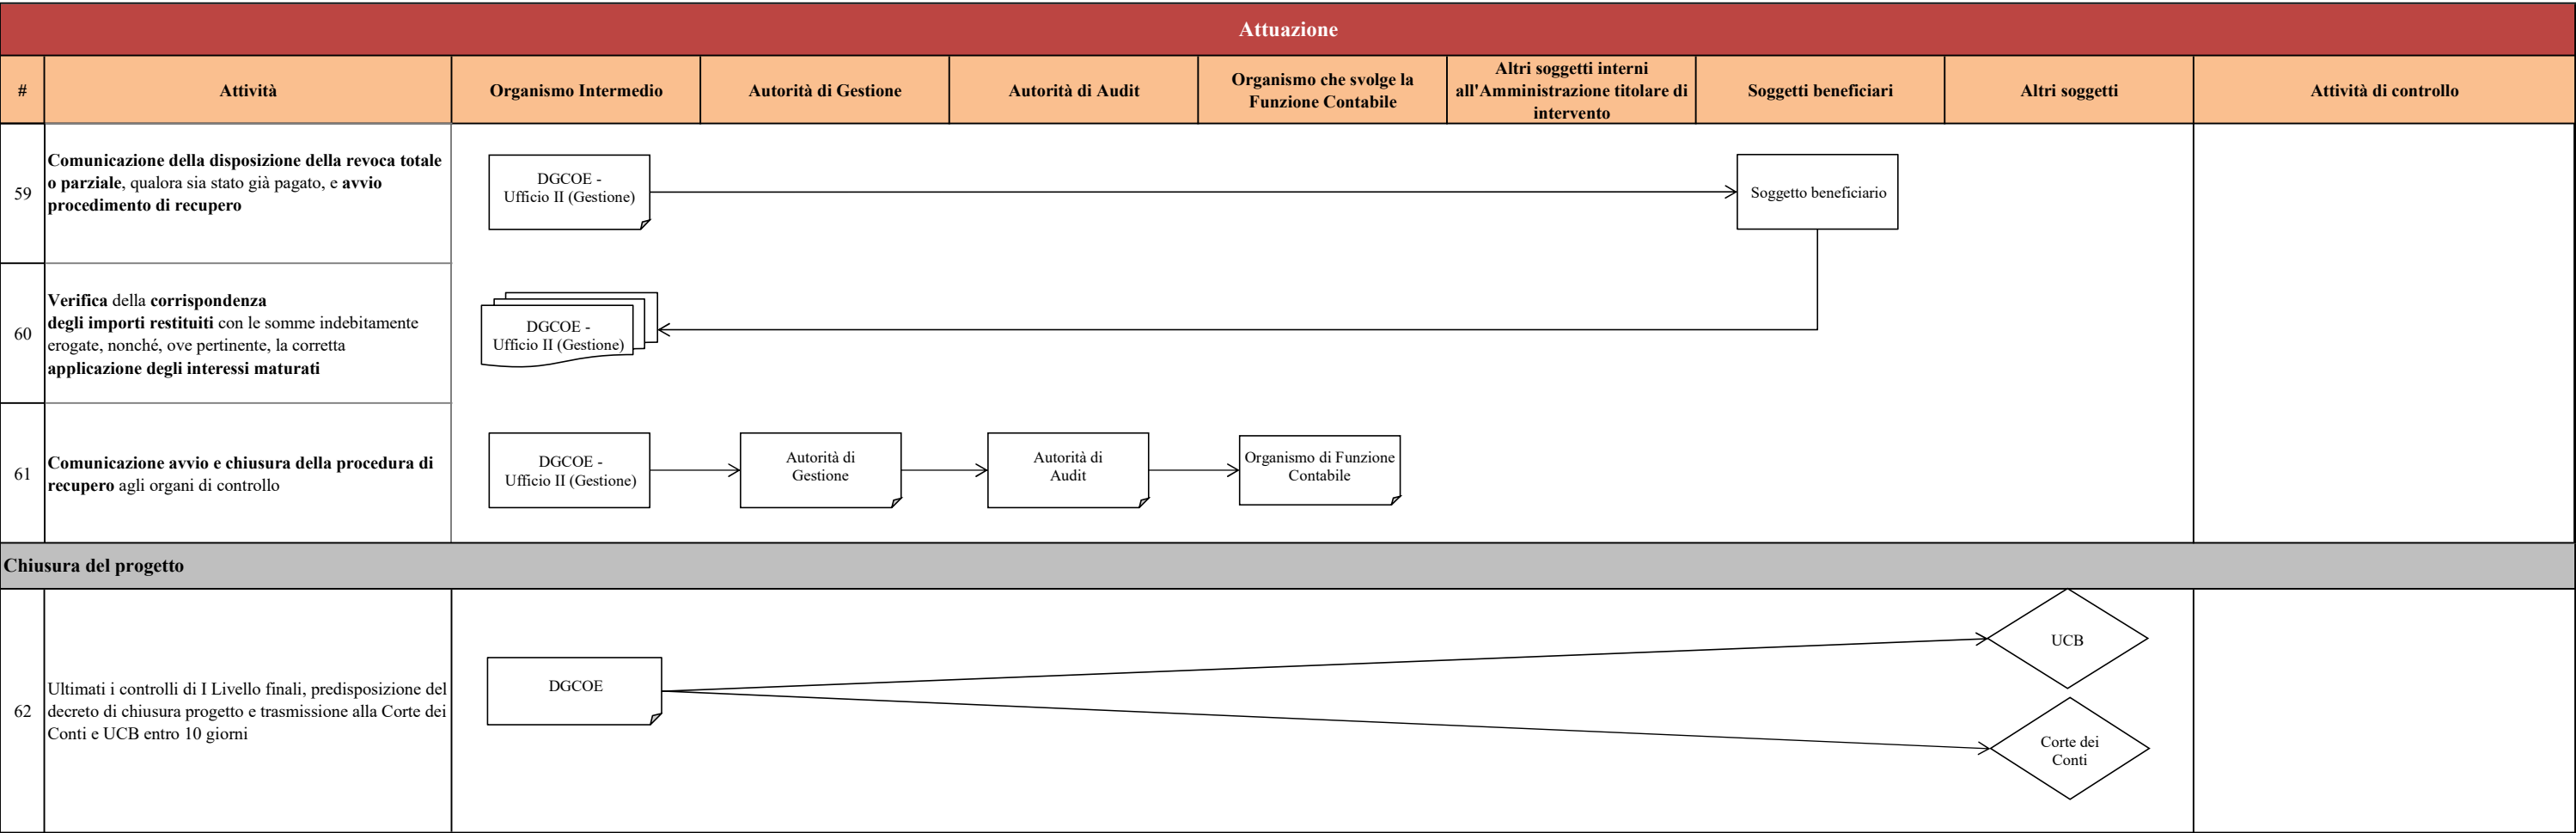 Attuazione
#
Attività
Organismo Intermedio
Autorità di Gestione
Autorità di Audit
Organismo che svolge la
Funzione Contabile
Altri soggetti interni
all'Amministrazione titolare di
intervento
Soggetti beneficiari
Altri soggetti
Attività di controllo
59
Comunicazione della disposizione della revoca totale
o parziale, qualora sia stato già pagato, e avvio
procedimento di recupero
DGCOE -
Ufficio II (Gestione)
Soggetto beneficiario
60
Verifica della corrispondenza
degli importi restituiti con le somme indebitamente
erogate, nonché, ove pertinente, la corretta
applicazione degli interessi maturati
DGCOE -
Ufficio II (Gestione)
61
Comunicazione avvio e chiusura della procedura di
recupero agli organi di controllo
DGCOE -
Ufficio II (Gestione)
Autorità di
Gestione
Autorità di
Audit
Organismo di Funzione
Contabile
Chiusura del progetto
62
Ultimati i controlli di I Livello finali, predisposizione del
decreto di chiusura progetto e trasmissione alla Corte dei
Conti e UCB entro 10 giorni
DGCOE
UCB
Corte dei
Conti